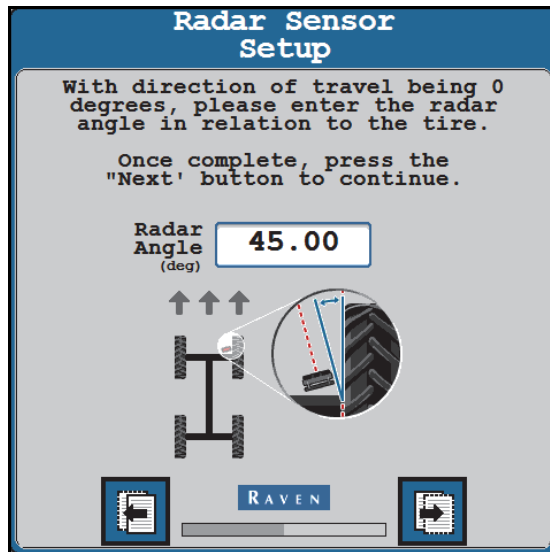 Radar Sensor
Setup
With direction of travel being 0
degrees, please enter the radar
angle in relation to the tire.
Once complete, press the
"Next' button to continue.
Radar
Angle
(deg)
45.00
RAVEN